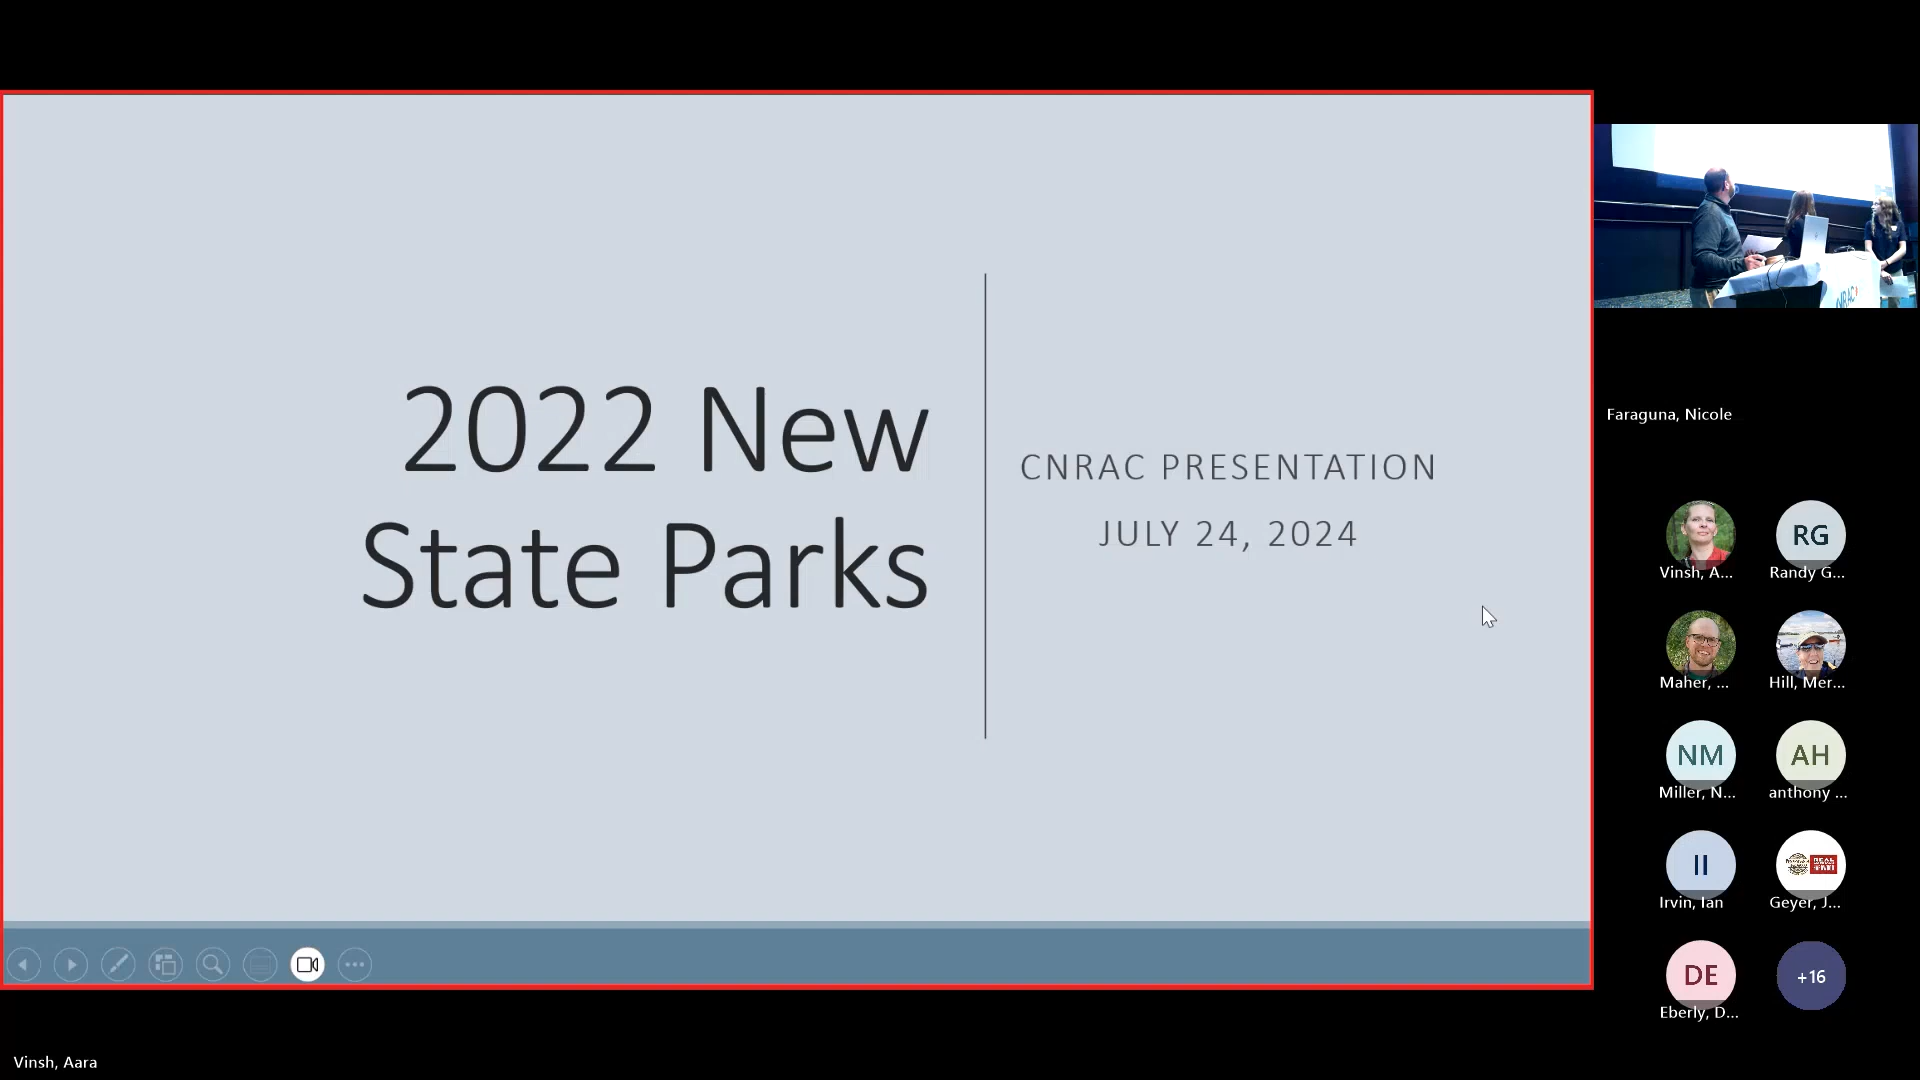 2022 New
State Parks
CNRAC PRESENTATION
JULY 24, 2024
Faraguna, Nicole
Vinsh, A...
RG
Randy G...
Maher, ...
Hill, Mer...
NM
Miller, N...
AH
anthony ...
II
Irvin, Ian
REAL
Geyer, J...
DE
Eberly, D...
+16
Vinsh, Aara